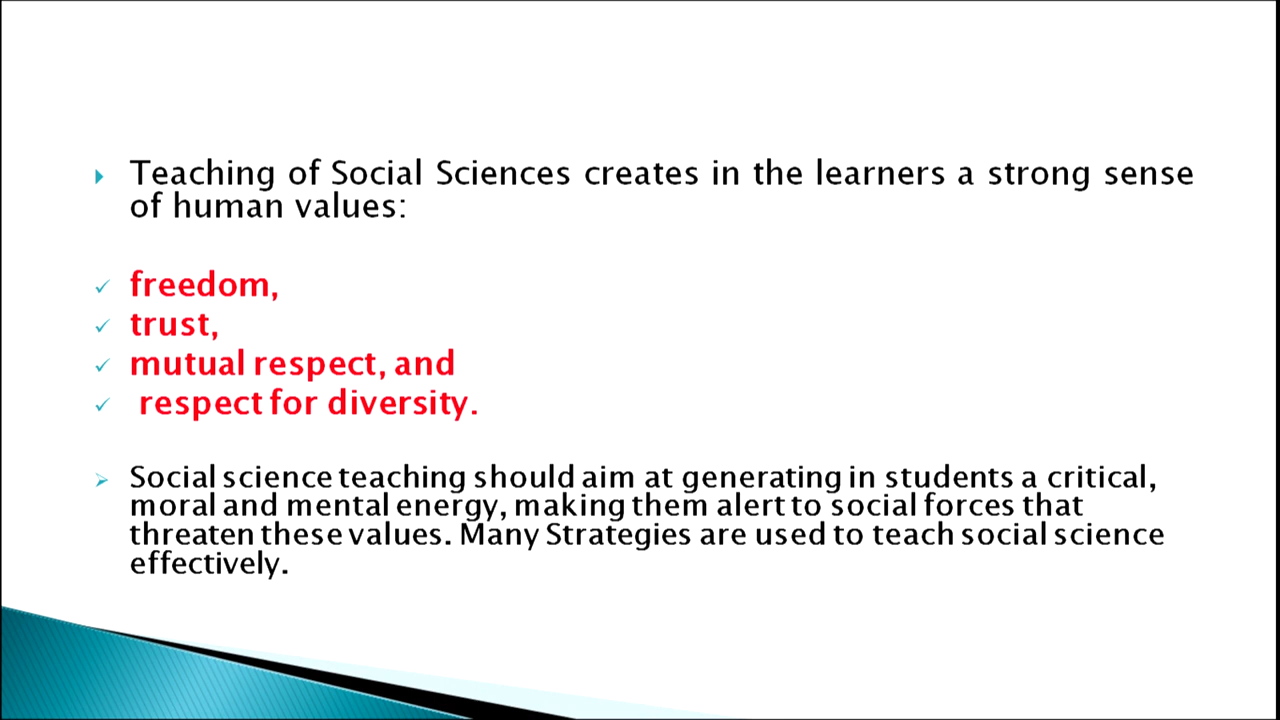 Teaching of Social Sciences creates in the learners a strong sense
of human values:
freedom,
trust,
mutual respect, and
respect for diversity.
Social science teaching should aim at generating in students a critical,
moral and mental energy, making them alert to social forces that
threaten these values. Many Strategies are used to teach social science
effectively.